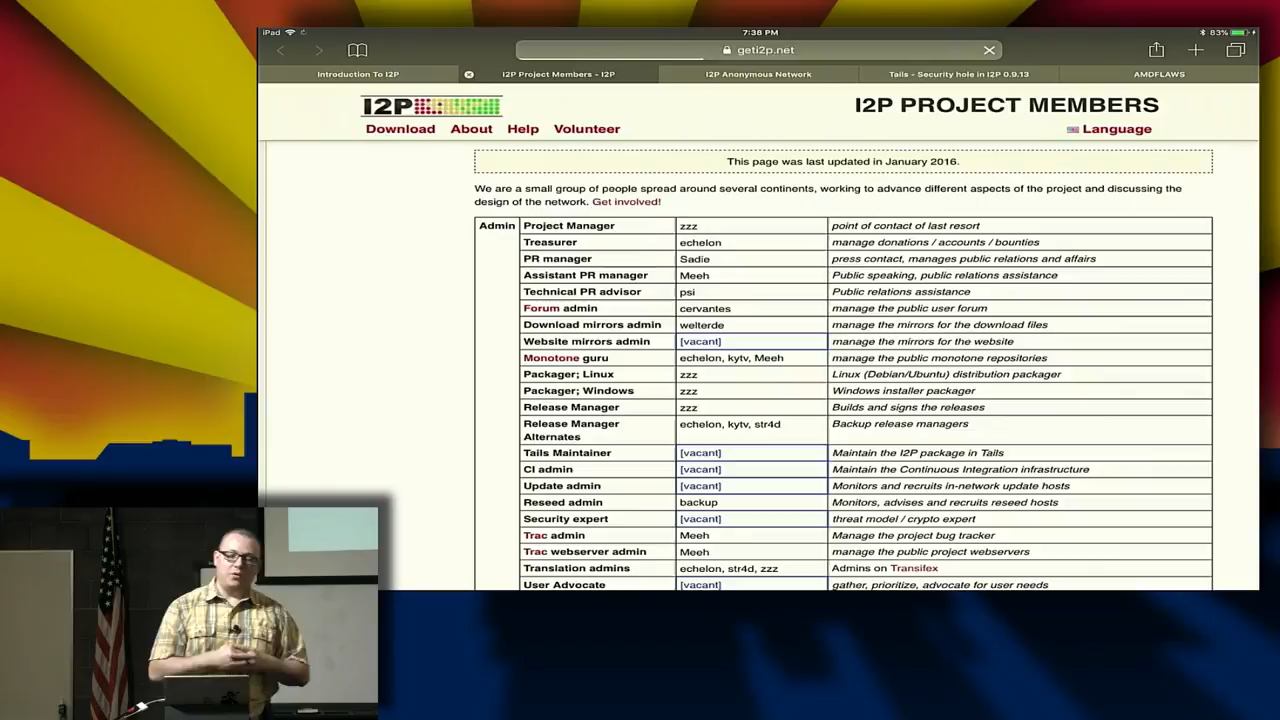 iPad
7:38 PM
83%
geti2p.net
Introduction To I2P
I2P Project Members - I2P
I2P Anonymous Network
Tails - Security hole in I2P 0.9.13
AMDFLAWS
I2P
I2P PROJECT MEMBERS
Download About Help Volunteer
Language
This page was last updated in January 2016.
We are a small group of people spread around several continents, working to advance different aspects of the project and discussing the
design of the network. Get involved!
Admin Project Manager zzz point of contact of last resort
Treasurer echelon manage donations / accounts / bounties
PR manager Sadie press contact, manages public relations and affairs
Assistant PR manager Meeh Public speaking, public relations assistance
Technical PR advisor psi Public relations assistance
Forum admin cervantes manage the public user forum
Download mirrors admin welterde manage the mirrors for the download files
Website mirrors admin [vacant] manage the mirrors for the website
Monotone guru echelon, kytv, Meeh manage the public monotone repositories
Packager; Linux zzz Linux (Debian/Ubuntu) distribution packager
Packager; Windows zzz Windows installer packager
Release Manager zzz Builds and signs the releases
Release Manager echelon, kytv, str4d Backup release managers
Alternates
Tails Maintainer [vacant] Maintain the I2P package in Tails
CI admin [vacant] Maintain the Continuous Integration infrastructure
Update admin [vacant] Monitors and recruits in-network update hosts
Reseed admin backup Monitors, advises and recruits reseed hosts
Security expert [vacant] threat model / crypto expert
Trac admin Meeh Manage the project bug tracker
Trac webserver admin Meeh manage the public project webservers
Translation admins echelon, str4d, zzz Admins on Transifex
User Advocate [vacant] gather, prioritize, advocate for user needs